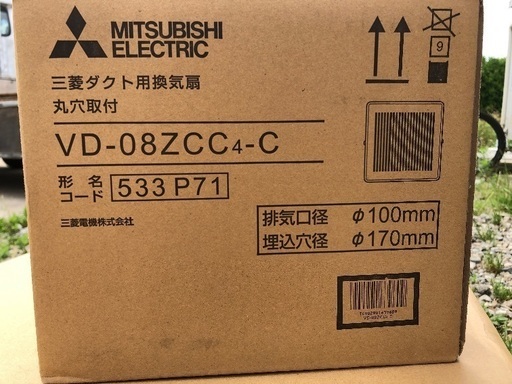 MITSUBISHI
ELECTRIC
三菱ダクト用換気扇
丸穴取付
VD-08ZCC4-C
形名コード 533 P71
三菱電機株式会社
排気口径 φ100mm
埋込穴径 φ170mm
9